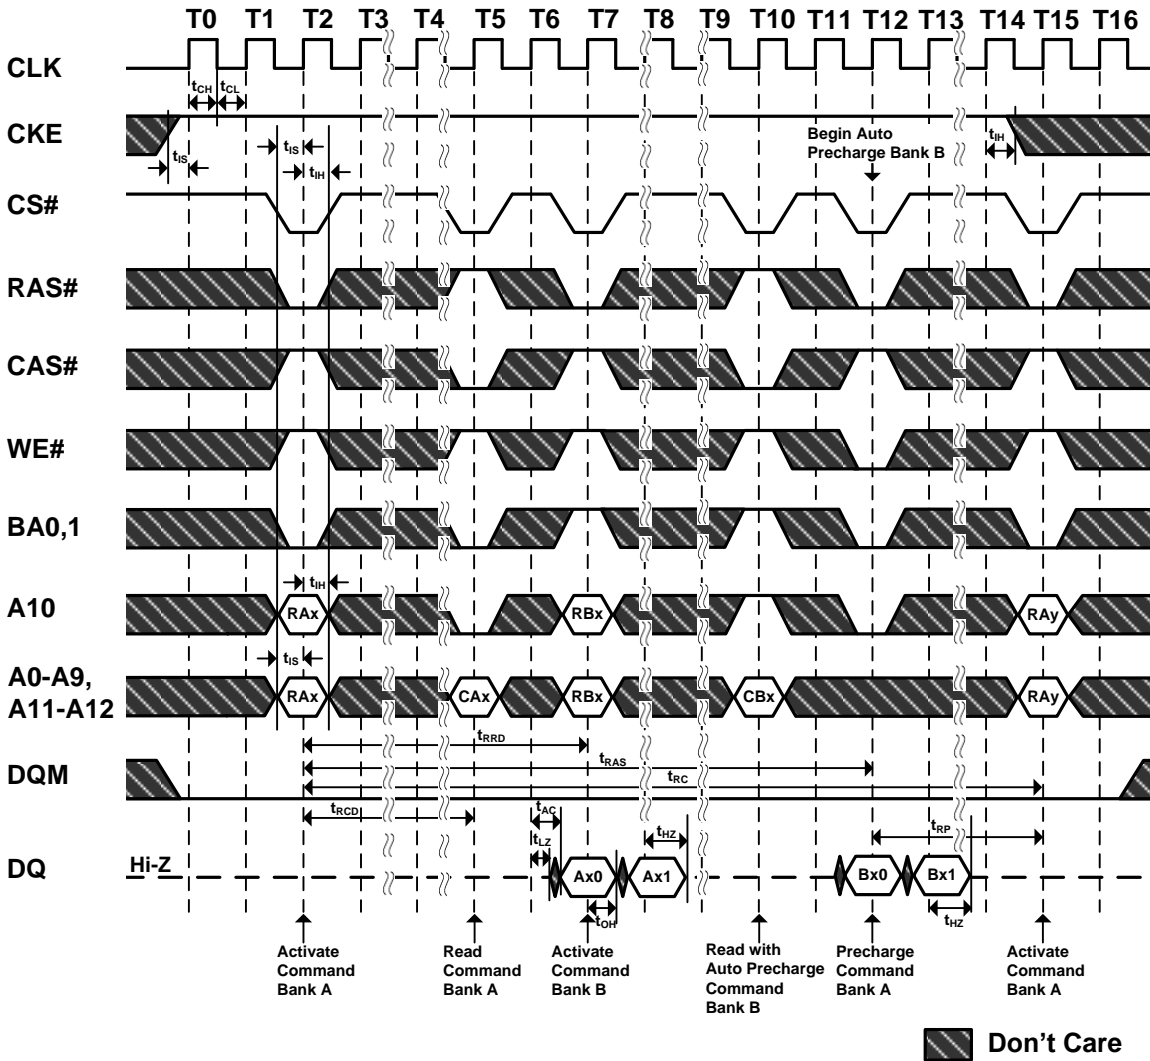 T0 T1 T2 T3 T4 T5 T6 T7 T8 T9 T10 T11 T12 T13 T14 T15 T16
CLK
tCH tCL
CKE
tIS tIS tIH
Begin Auto
Precharge Bank B
tIH
CS#
RAS#
CAS#
WE#
BA0,1
tIH
A10
RAx RBx RAy
tIS
A0-A9,
A11-A12
RAx CAx RBx CBx RAy
tRRD
tRAS
tRC
DQM
tRCD tAC tHZ tRP
tLZ
DQ
Hi-Z
Ax0 Ax1 Bx0 Bx1
tOH tHZ
Activate
Command
Bank A
Read
Command
Bank A
Activate
Command
Bank B
Read with
Auto Precharge
Command
Bank B
Precharge
Command
Bank A
Activate
Command
Bank A
Don't Care